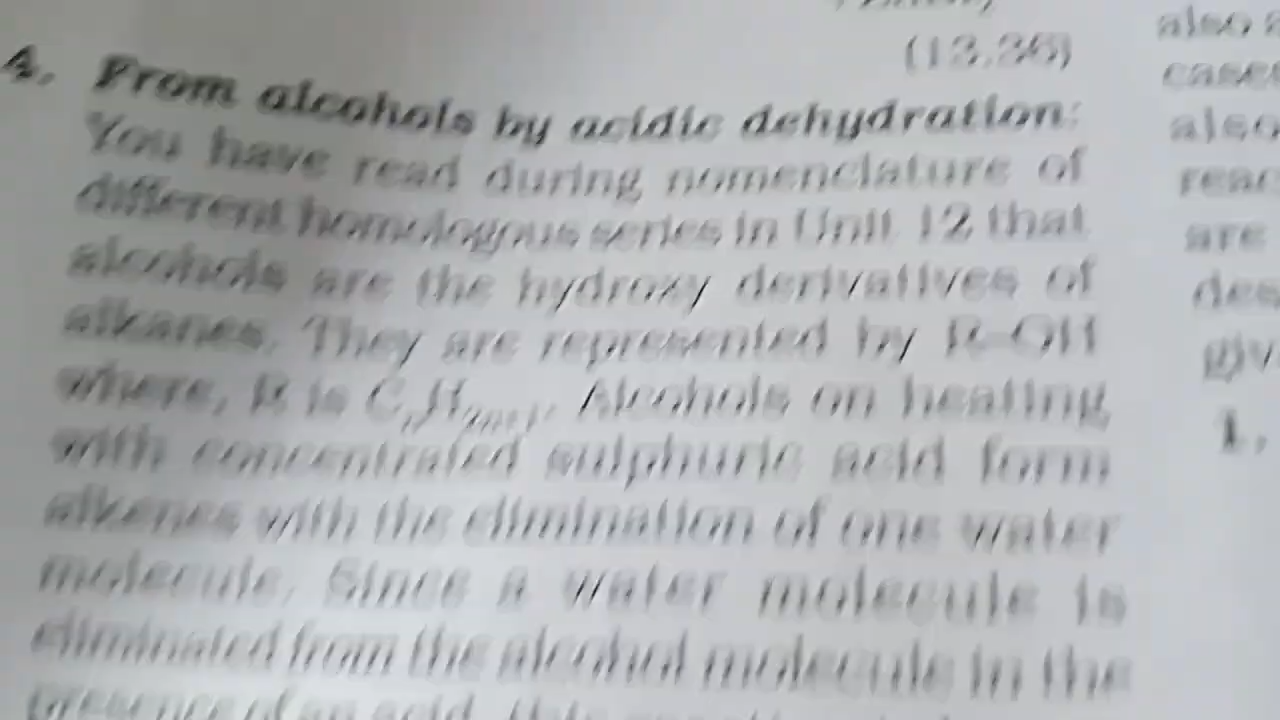 (13.36)
4. From alcohols by acidic dehydration:
You have read during nomenclature of
different homologous series in Unit 12 that
alcohols are the hydroxy derivatives of
alkanes. They are represented by R–OH
where, R is CnH2n+1. Alcohols on heating
with concentrated sulphuric acid form
alkenes with the elimination of one water
molecule. Since a water molecule is
eliminated from the alcohol molecule in the
presence of an acid, this
also
case
also
reac
are
des
giv
1.